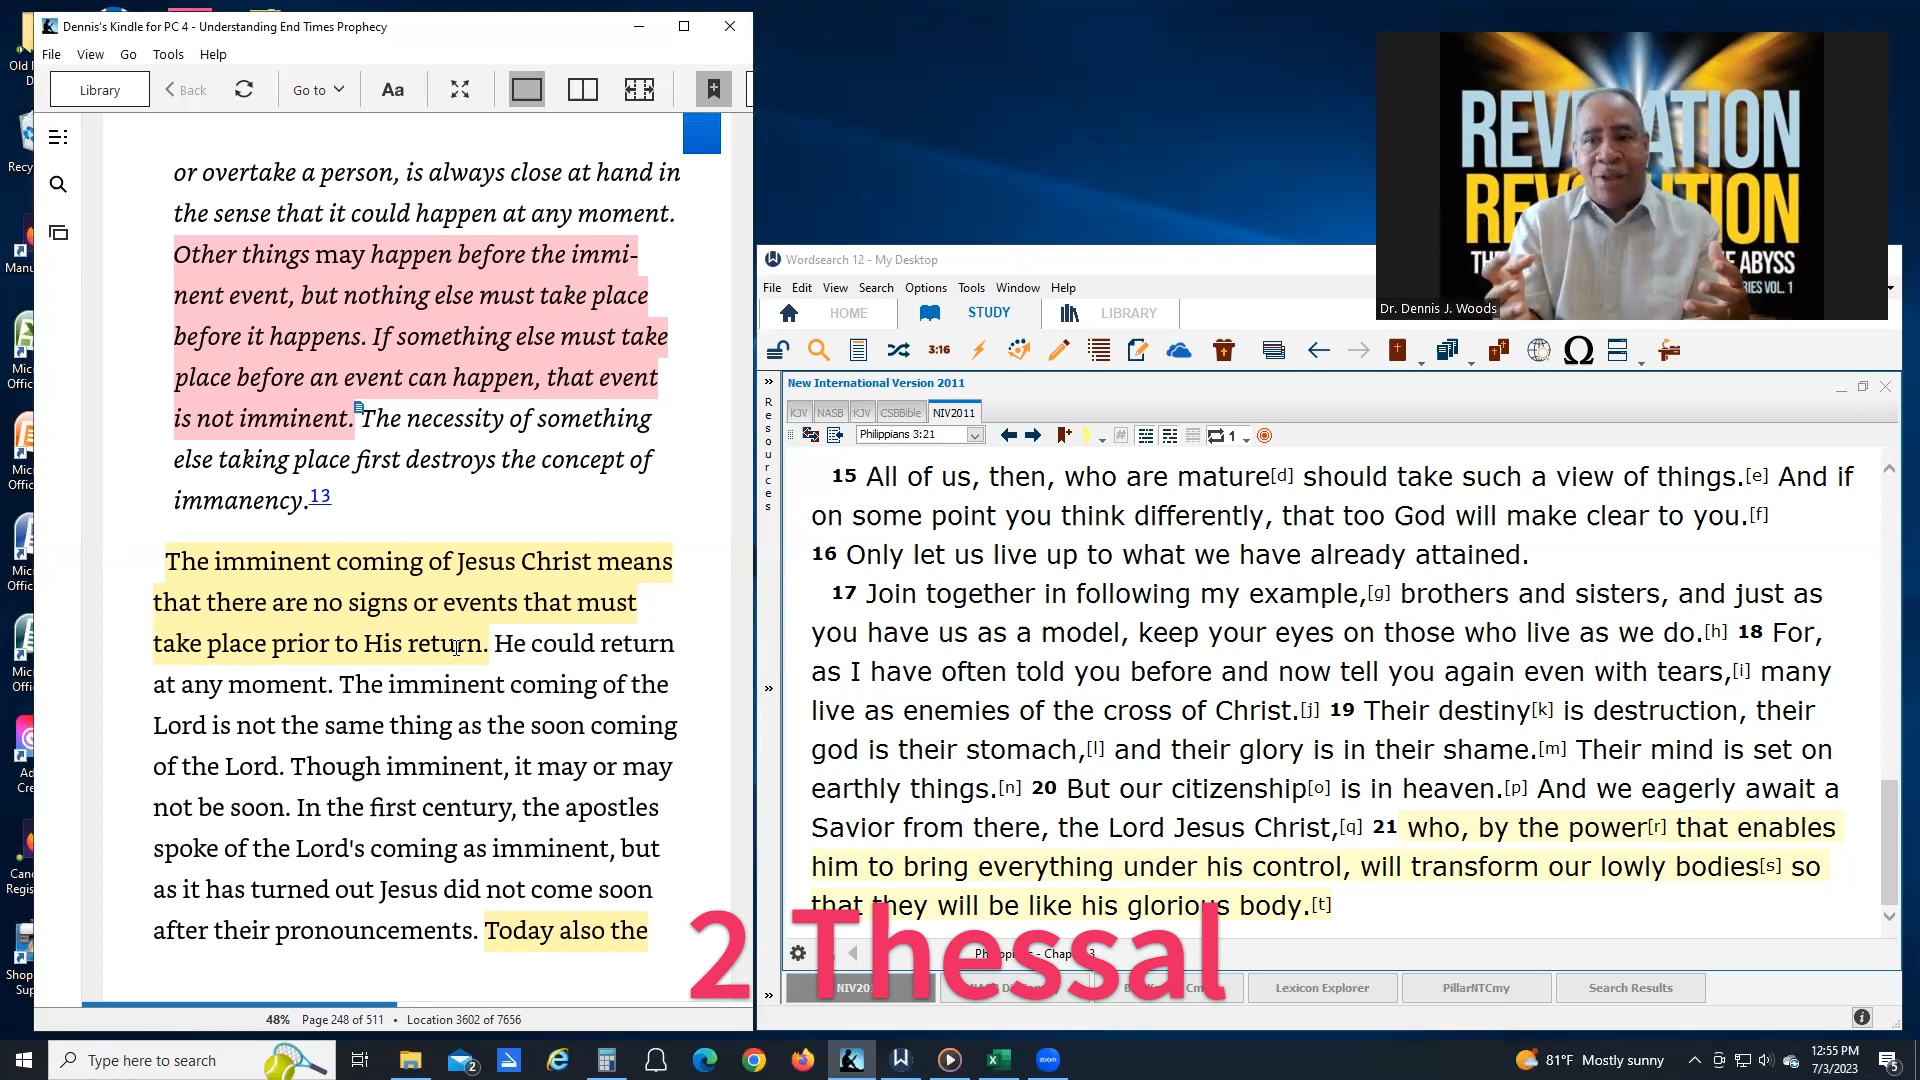 Dennis's Kindle for PC 4 - Understanding End Times Prophecy
File View Go Tools Help
Library
Back
Go to
Aa
or overtake a person, is always close at hand in
the sense that it could happen at any moment.
Other things may happen before the immi-
nent event, but nothing else must take place
before it happens. If something else must take
place before an event can happen, that event
is not imminent. The necessity of something
else taking place first destroys the concept of
immanency.13
The imminent coming of Jesus Christ means
that there are no signs or events that must
take place prior to His return. He could return
at any moment. The imminent coming of the
Lord is not the same thing as the soon coming
of the Lord. Though imminent, it may or may
not be soon. In the first century, the apostles
spoke of the Lord's coming as imminent, but
as it has turned out Jesus did not come soon
after their pronouncements. Today also the
48% Page 248 of 511 • Location 3602 of 7656
Dr. Dennis J. Woods
Wordsearch 12 - My Desktop
File Edit View Search Options Tools Window Help
HOME STUDY LIBRARY
3:16
New International Version 2011
KJV NASB KJV CSBBible NIV2011
Philippians 3:21
1
Resources
15 All of us, then, who are mature[d] should take such a view of things.[e] And if
on some point you think differently, that too God will make clear to you.[f]
16 Only let us live up to what we have already attained.
17 Join together in following my example,[g] brothers and sisters, and just as
you have us as a model, keep your eyes on those who live as we do.[h] 18 For,
as I have often told you before and now tell you again even with tears,[i] many
live as enemies of the cross of Christ.[j] 19 Their destiny[k] is destruction, their
god is their stomach,[l] and their glory is in their shame.[m] Their mind is set on
earthly things.[n] 20 But our citizenship[o] is in heaven.[p] And we eagerly await a
Savior from there, the Lord Jesus Christ,[q] 21 who, by the power[r] that enables
him to bring everything under his control, will transform our lowly bodies[s] so
that they will be like his glorious body.[t]
2 Thessal
Lexicon Explorer PillarNTCmy Search Results
Type here to search
81°F Mostly sunny
12:55 PM
7/3/2023